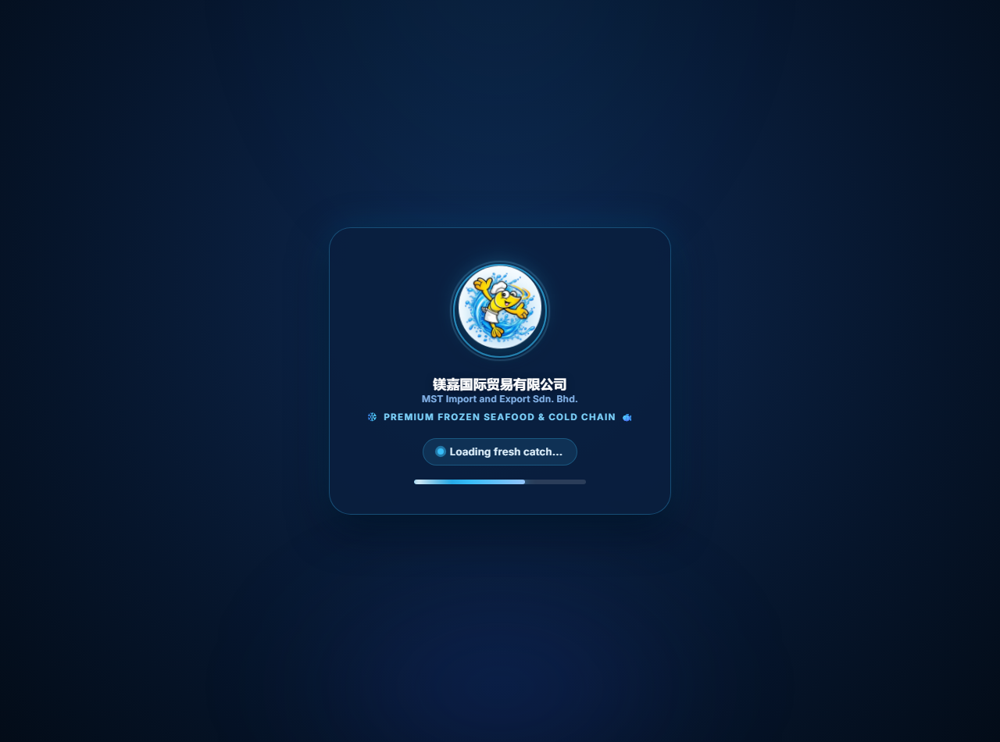 镁嘉国际贸易有限公司
MST Import and Export Sdn. Bhd.
PREMIUM FROZEN SEAFOOD & COLD CHAIN
Loading fresh catch...